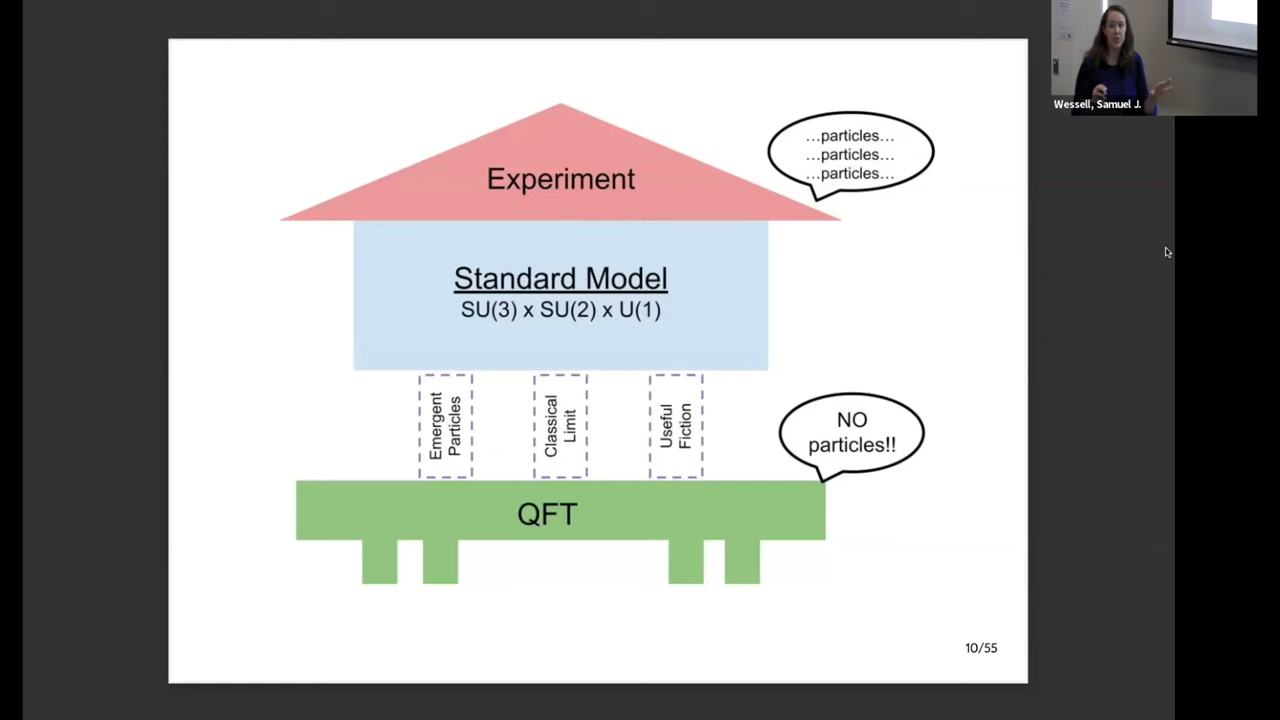 Wessell, Samuel J.
…particles…
…particles…
…particles…
Experiment
Standard Model
SU(3) x SU(2) x U(1)
Emergent
Particles
Classical
Limit
Useful
Fiction
NO
particles!!
QFT
10/55